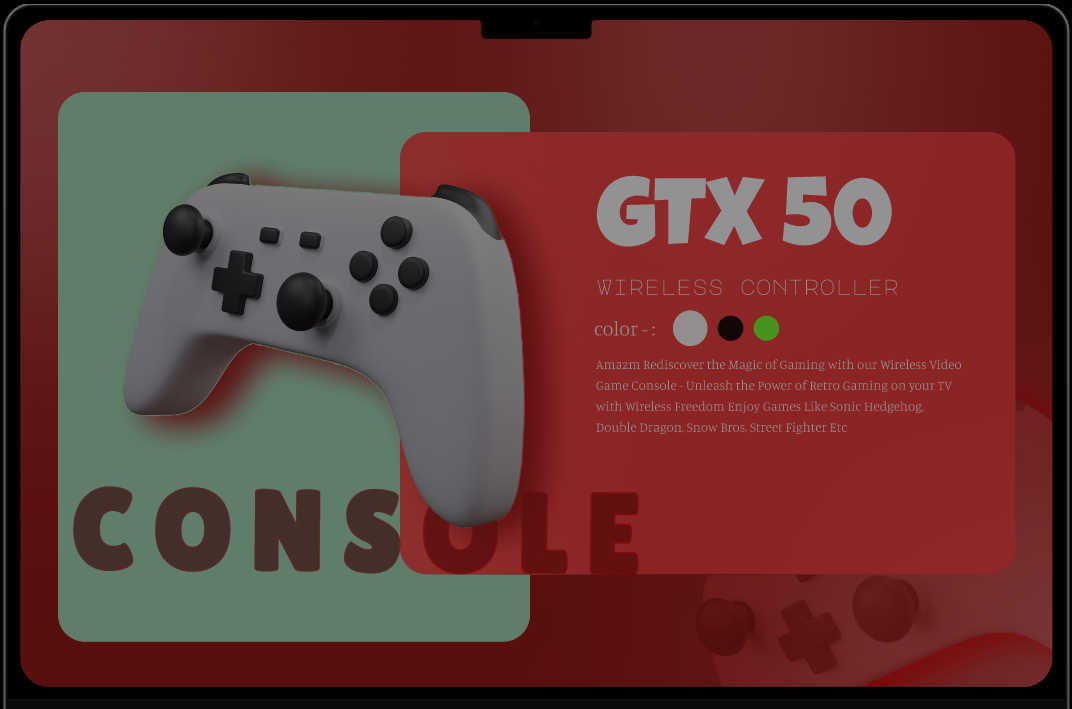 GTX 50
WIRELESS CONTROLLER
color - :
Amazm Rediscover the Magic of Gaming with our Wireless Video
Game Console - Unleash the Power of Retro Gaming on your TV
with Wireless Freedom Enjoy Games Like Sonic Hedgehog,
Double Dragon, Snow Bros, Street Fighter Etc
CONSOLE